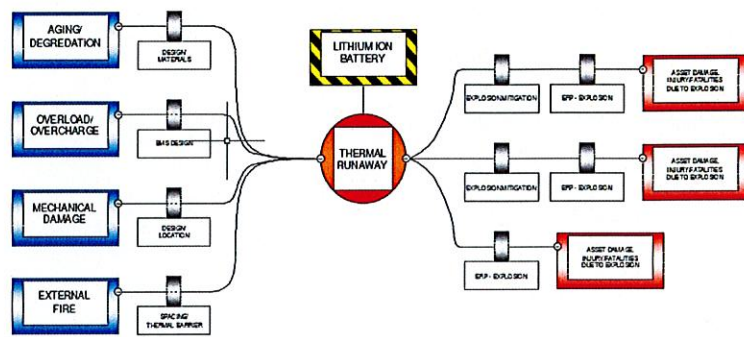 AGING/
DEGREDATION
DESIGN/
MATERIALS
OVERLOAD/
OVERCHARGE
BMS DESIGN
MECHANICAL
DAMAGE
DESIGN/
LOCATION
EXTERNAL
FIRE
SPACING/
THERMAL BARRIER
LITHIUM ION
BATTERY
THERMAL
RUNAWAY
EXPLOSION MITIGATION
ERP - EXPLOSION
ASSET DAMAGE,
INJURY/FATALITIES
DUE TO EXPLOSION
EXPLOSION MITIGATION
ERP - EXPLOSION
ASSET DAMAGE,
INJURY/FATALITIES
DUE TO EXPLOSION
ERP - EXPLOSION
ASSET DAMAGE,
INJURY/FATALITIES
DUE TO EXPLOSION